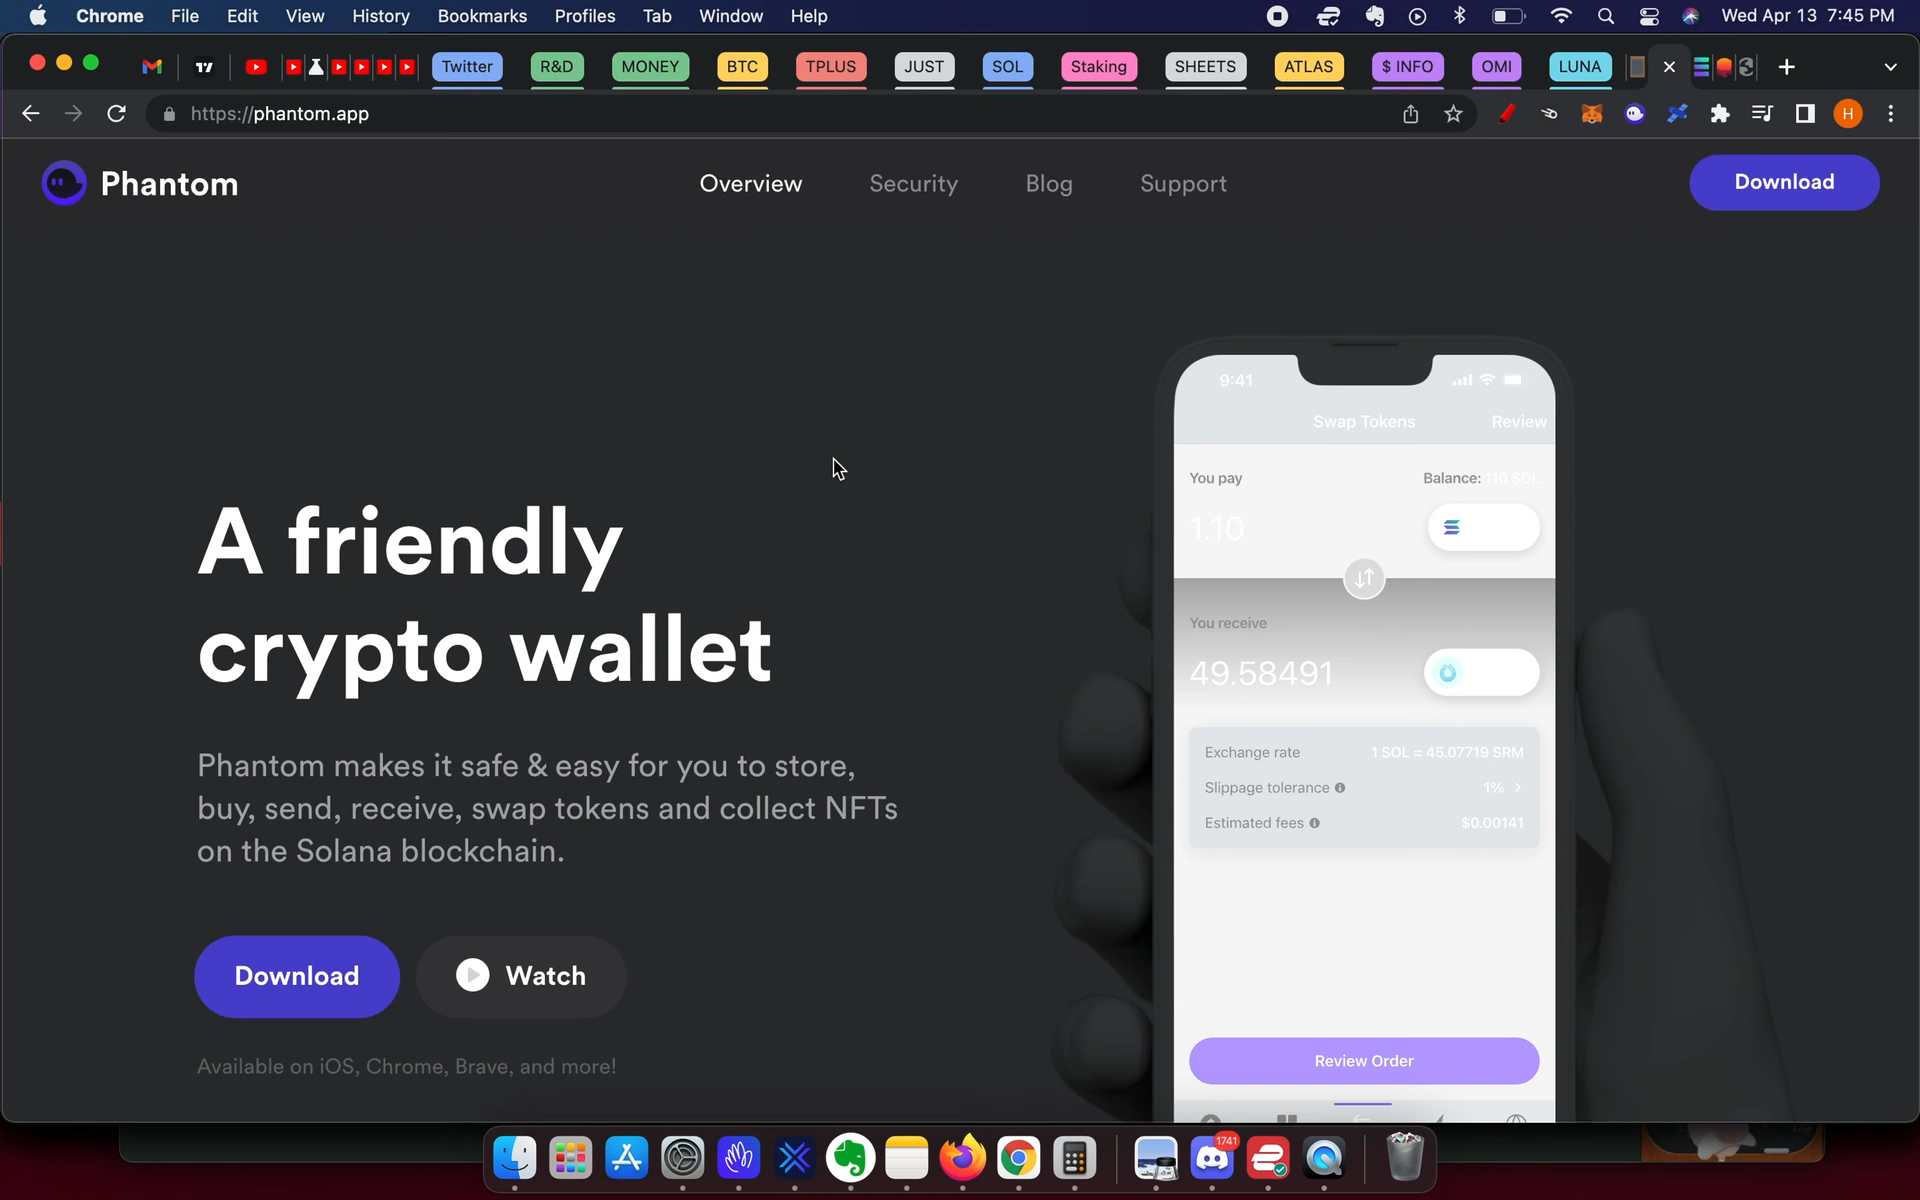 Chrome File Edit View History Bookmarks Profiles Tab Window Help Wed Apr 13 7:45 PM
Twitter R&D MONEY BTC TPLUS JUST SOL Staking SHEETS ATLAS $ INFO OMI LUNA
https://phantom.app
H
Phantom
Overview Security Blog Support
Download
A friendly
crypto wallet
Phantom makes it safe & easy for you to store,
buy, send, receive, swap tokens and collect NFTs
on the Solana blockchain.
Download
Watch
Available on iOS, Chrome, Brave, and more!
9:41
Swap Tokens Review
You pay Balance: 110 SOL
1.10
You receive
49.58491
Exchange rate 1 SOL = 45.07719 SRM
Slippage tolerance 1%
Estimated fees $0.00141
Review Order
1741